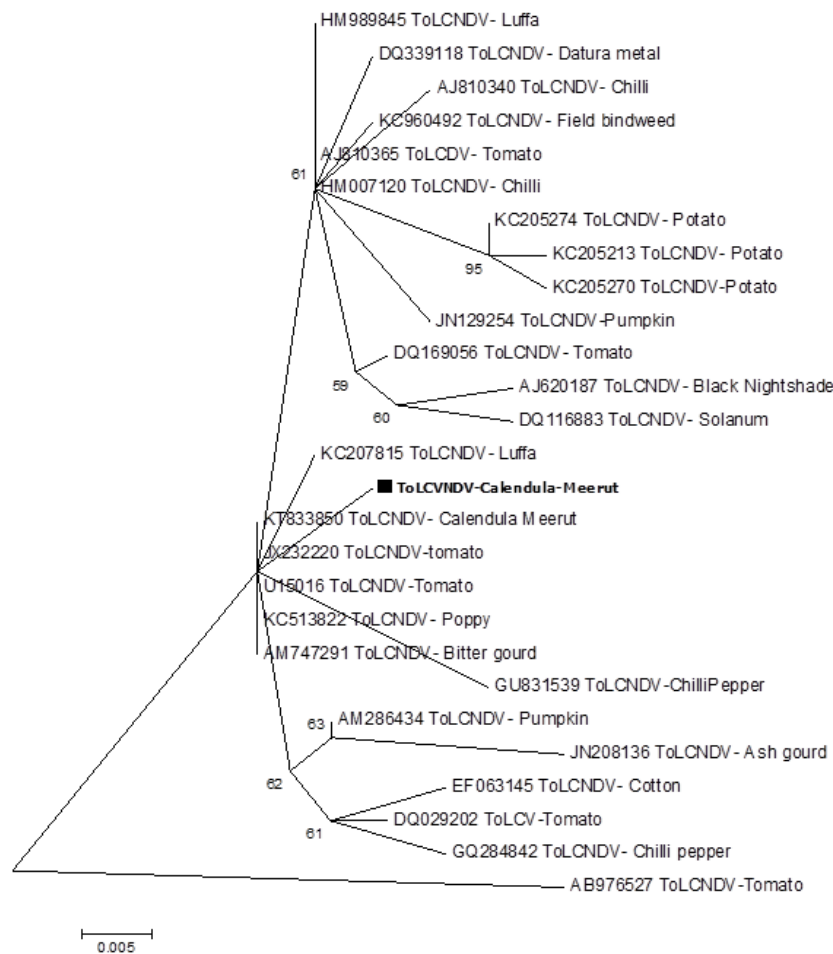 HM989845 ToLCNDV- Luffa
DQ339118 ToLCNDV- Datura metal
AJ810340 ToLCNDV- Chilli
KC960492 ToLCNDV- Field bindweed
AJ810365 ToLCDV- Tomato
61
HM007120 ToLCNDV- Chilli
KC205274 ToLCNDV- Potato
KC205213 ToLCNDV- Potato
95
KC205270 ToLCNDV-Potato
JN129254 ToLCNDV-Pumpkin
DQ169056 ToLCNDV- Tomato
59
AJ620187 ToLCNDV- Black Nightshade
60
DQ116883 ToLCNDV- Solanum
KC207815 ToLCNDV- Luffa
ToLCVNDV-Calendula-Meerut
KT833850 ToLCNDV- Calendula Meerut
JX232220 ToLCNDV-tomato
U15016 ToLCNDV-Tomato
KC513822 ToLCNDV- Poppy
AM747291 ToLCNDV- Bitter gourd
GU831539 ToLCNDV-ChilliPepper
63
AM286434 ToLCNDV- Pumpkin
JN208136 ToLCNDV- Ash gourd
62
EF063145 ToLCNDV- Cotton
DQ029202 ToLCV-Tomato
61
GQ284842 ToLCNDV- Chilli pepper
AB976527 ToLCNDV-Tomato
0.005